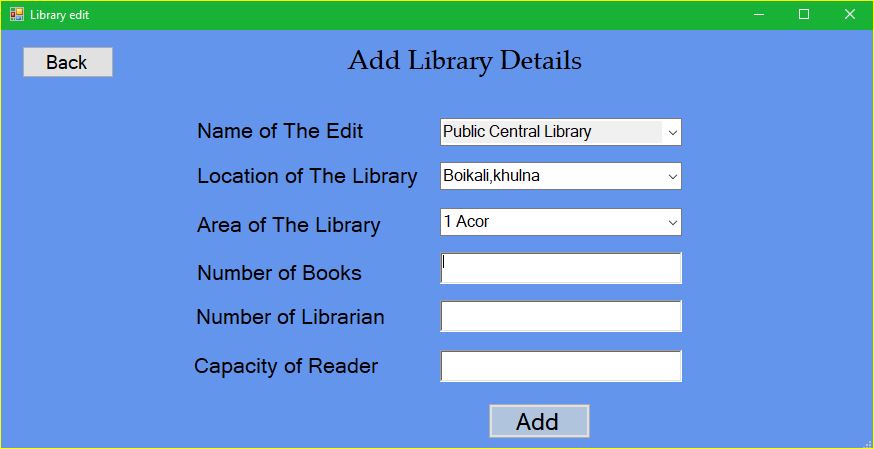 Library edit
Back
Add Library Details
Name of The Edit
Public Central Library
Location of The Library
Boikali,khulna
Area of The Library
1 Acor
Number of Books
Number of Librarian
Capacity of Reader
Add